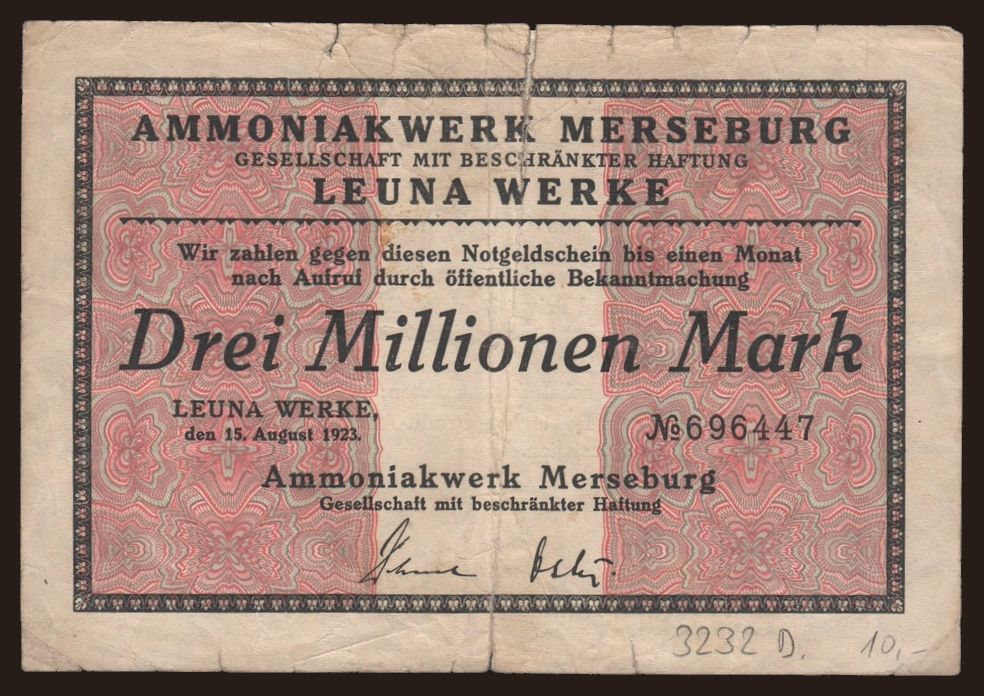 AMMONIAKWERK MERSEBURG
GESELLSCHAFT MIT BESCHRÄNKTER HAFTUNG
LEUNA WERKE
Wir zahlen gegen diesen Notgeldschein bis einen Monat
nach Aufruf durch öffentliche Bekanntmachung
Drei Millionen Mark
LEUNA WERKE,
den 15. August 1923.
№696447
Ammoniakwerk Merseburg
Gesellschaft mit beschränkter Haftung
3232 D. 10,-